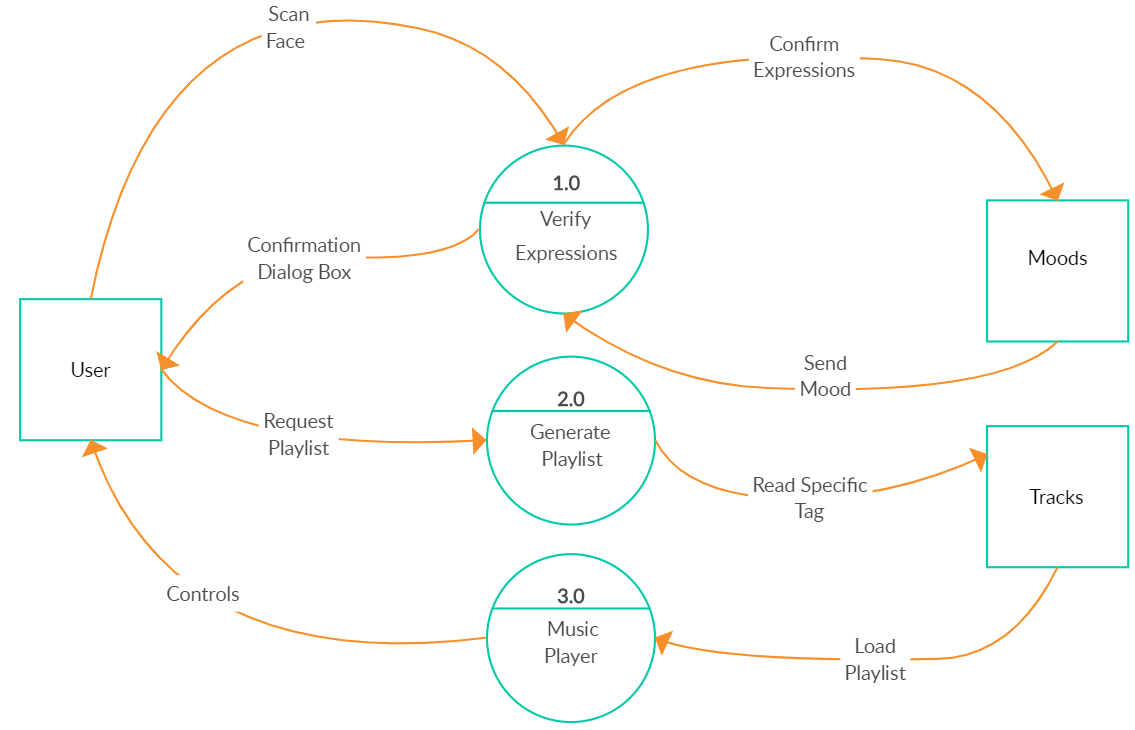 Scan
Face
Confirm
Expressions
1.0
Verify
Expressions
Confirmation
Dialog Box
Moods
User
Send
Mood
2.0
Generate
Playlist
Request
Playlist
Read Specific
Tag
Tracks
3.0
Music
Player
Controls
Load
Playlist